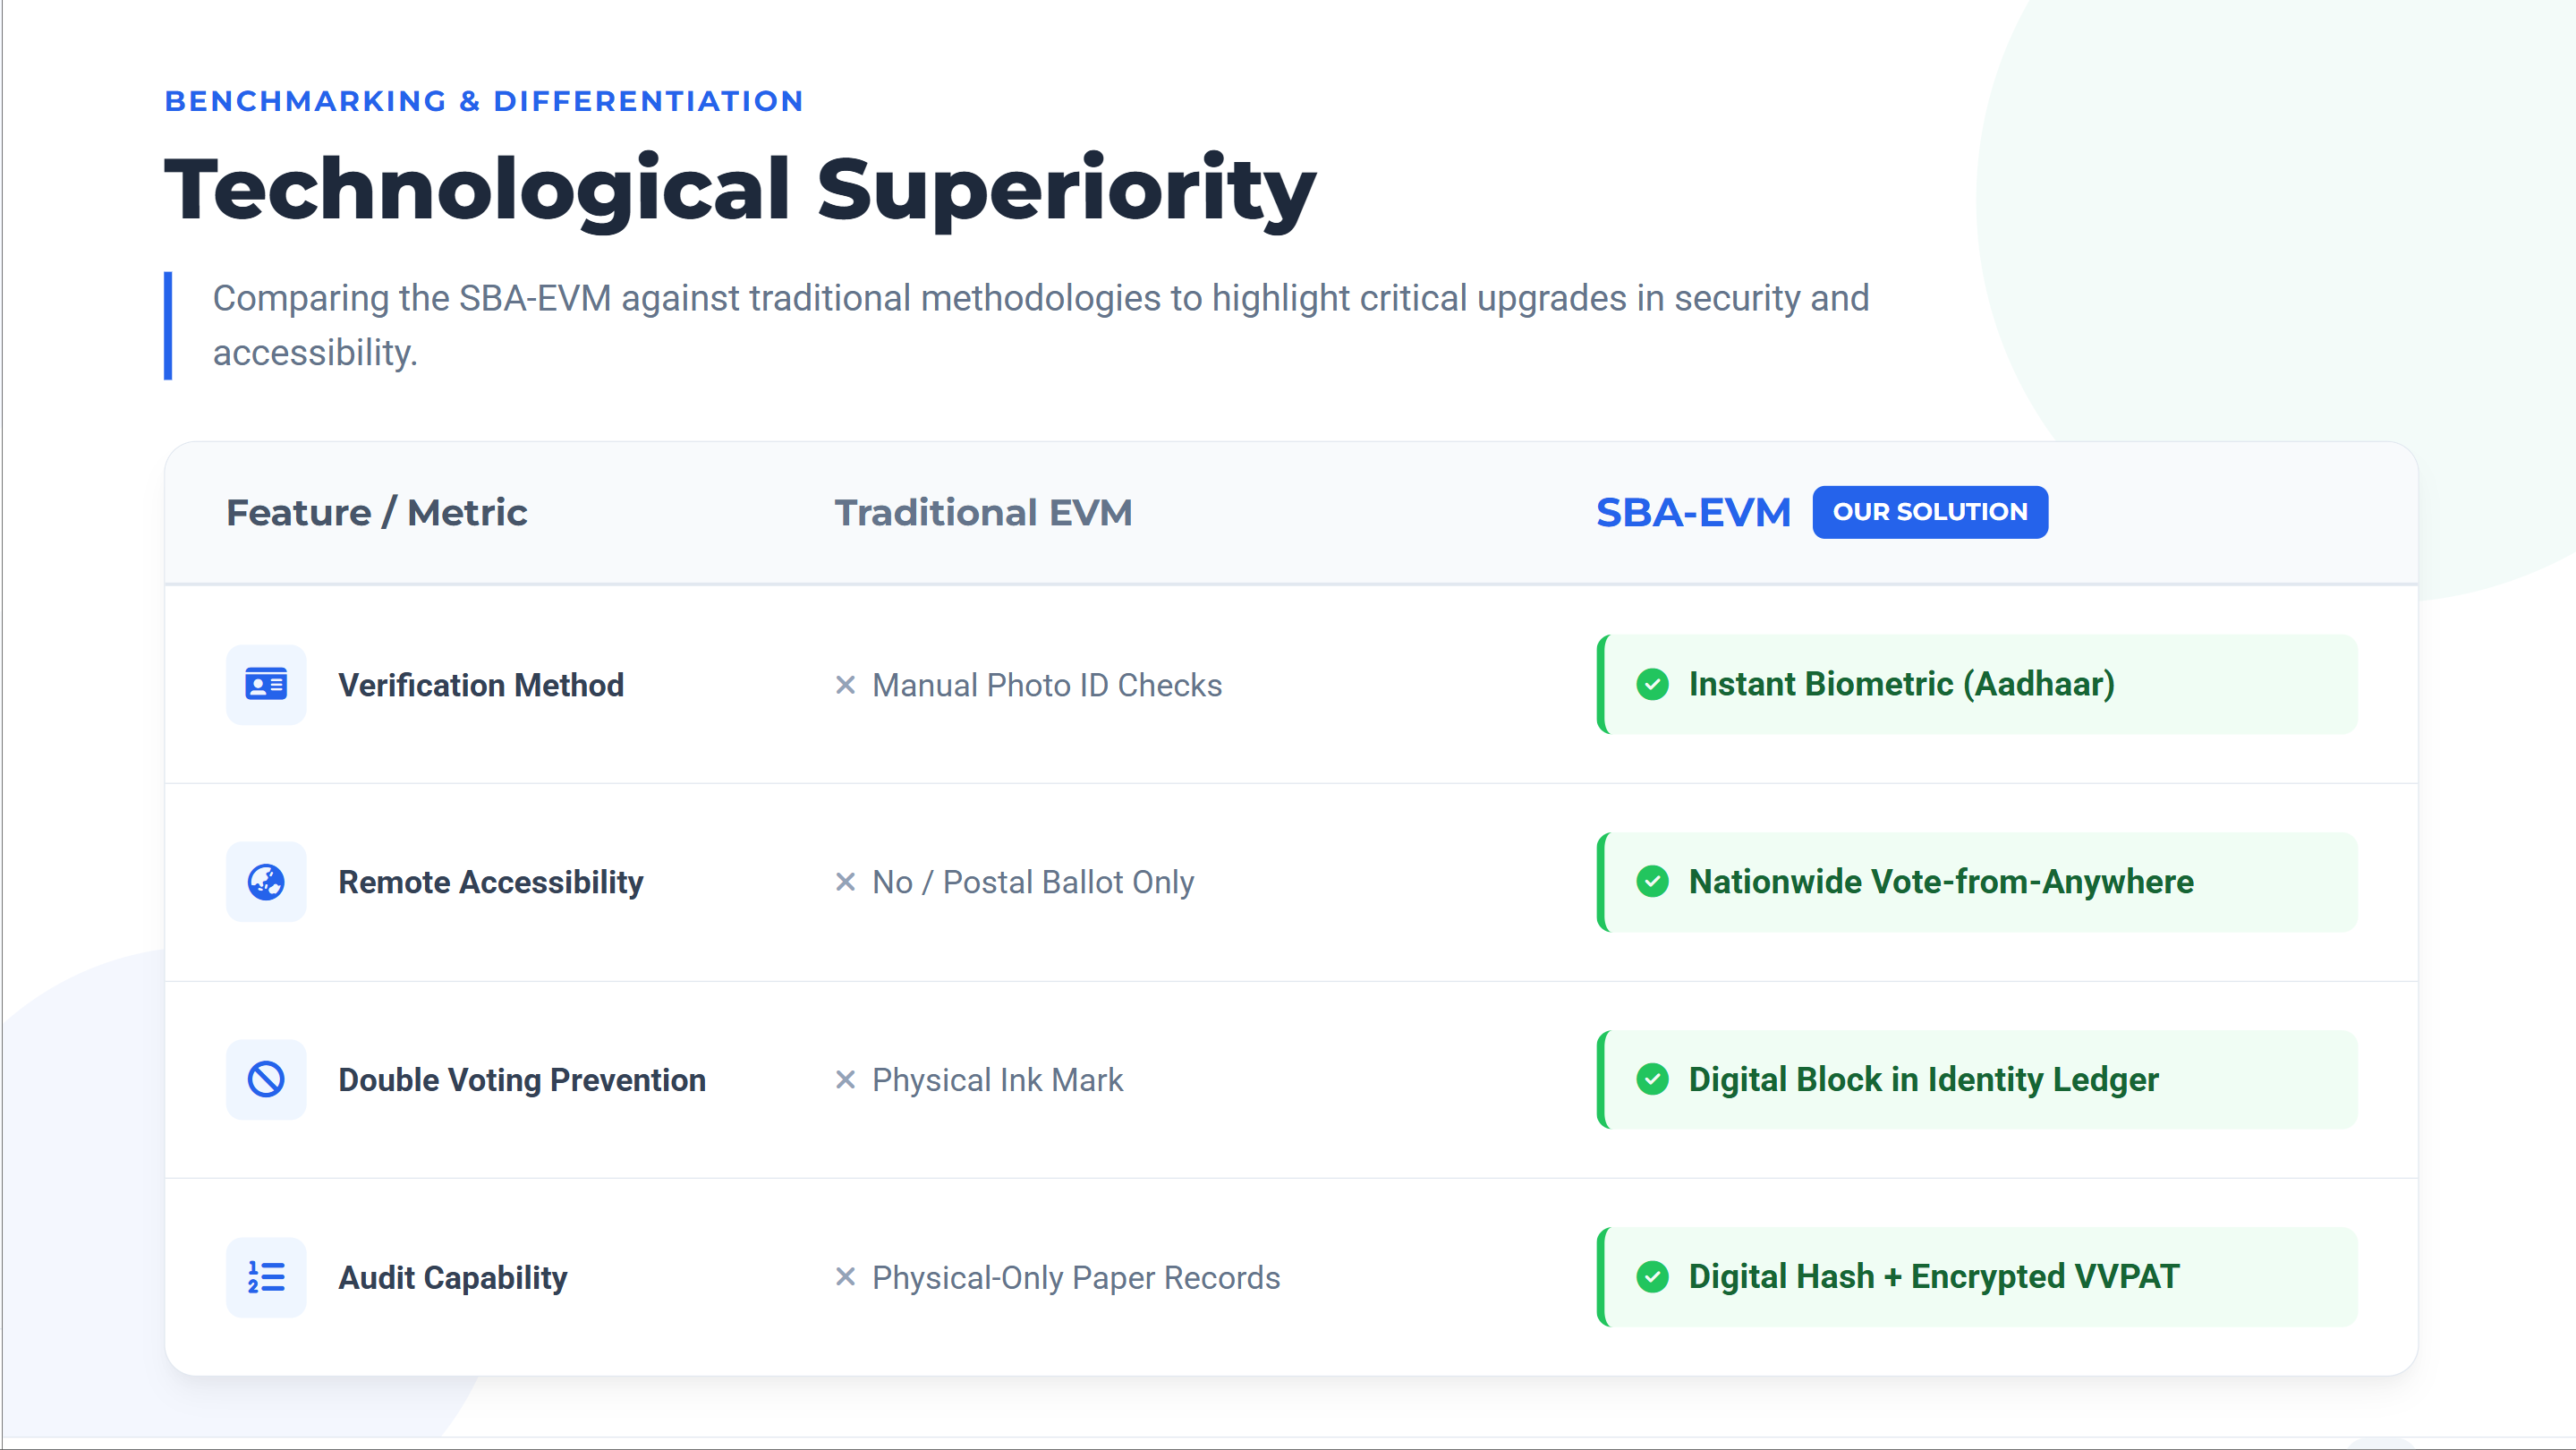 BENCHMARKING & DIFFERENTIATION
Technological Superiority
Comparing the SBA-EVM against traditional methodologies to highlight critical upgrades in security and
accessibility.
Feature / Metric
Traditional EVM
SBA-EVM OUR SOLUTION
Verification Method
Manual Photo ID Checks
Instant Biometric (Aadhaar)
Remote Accessibility
No / Postal Ballot Only
Nationwide Vote-from-Anywhere
Double Voting Prevention
Physical Ink Mark
Digital Block in Identity Ledger
Audit Capability
Physical-Only Paper Records
Digital Hash + Encrypted VVPAT